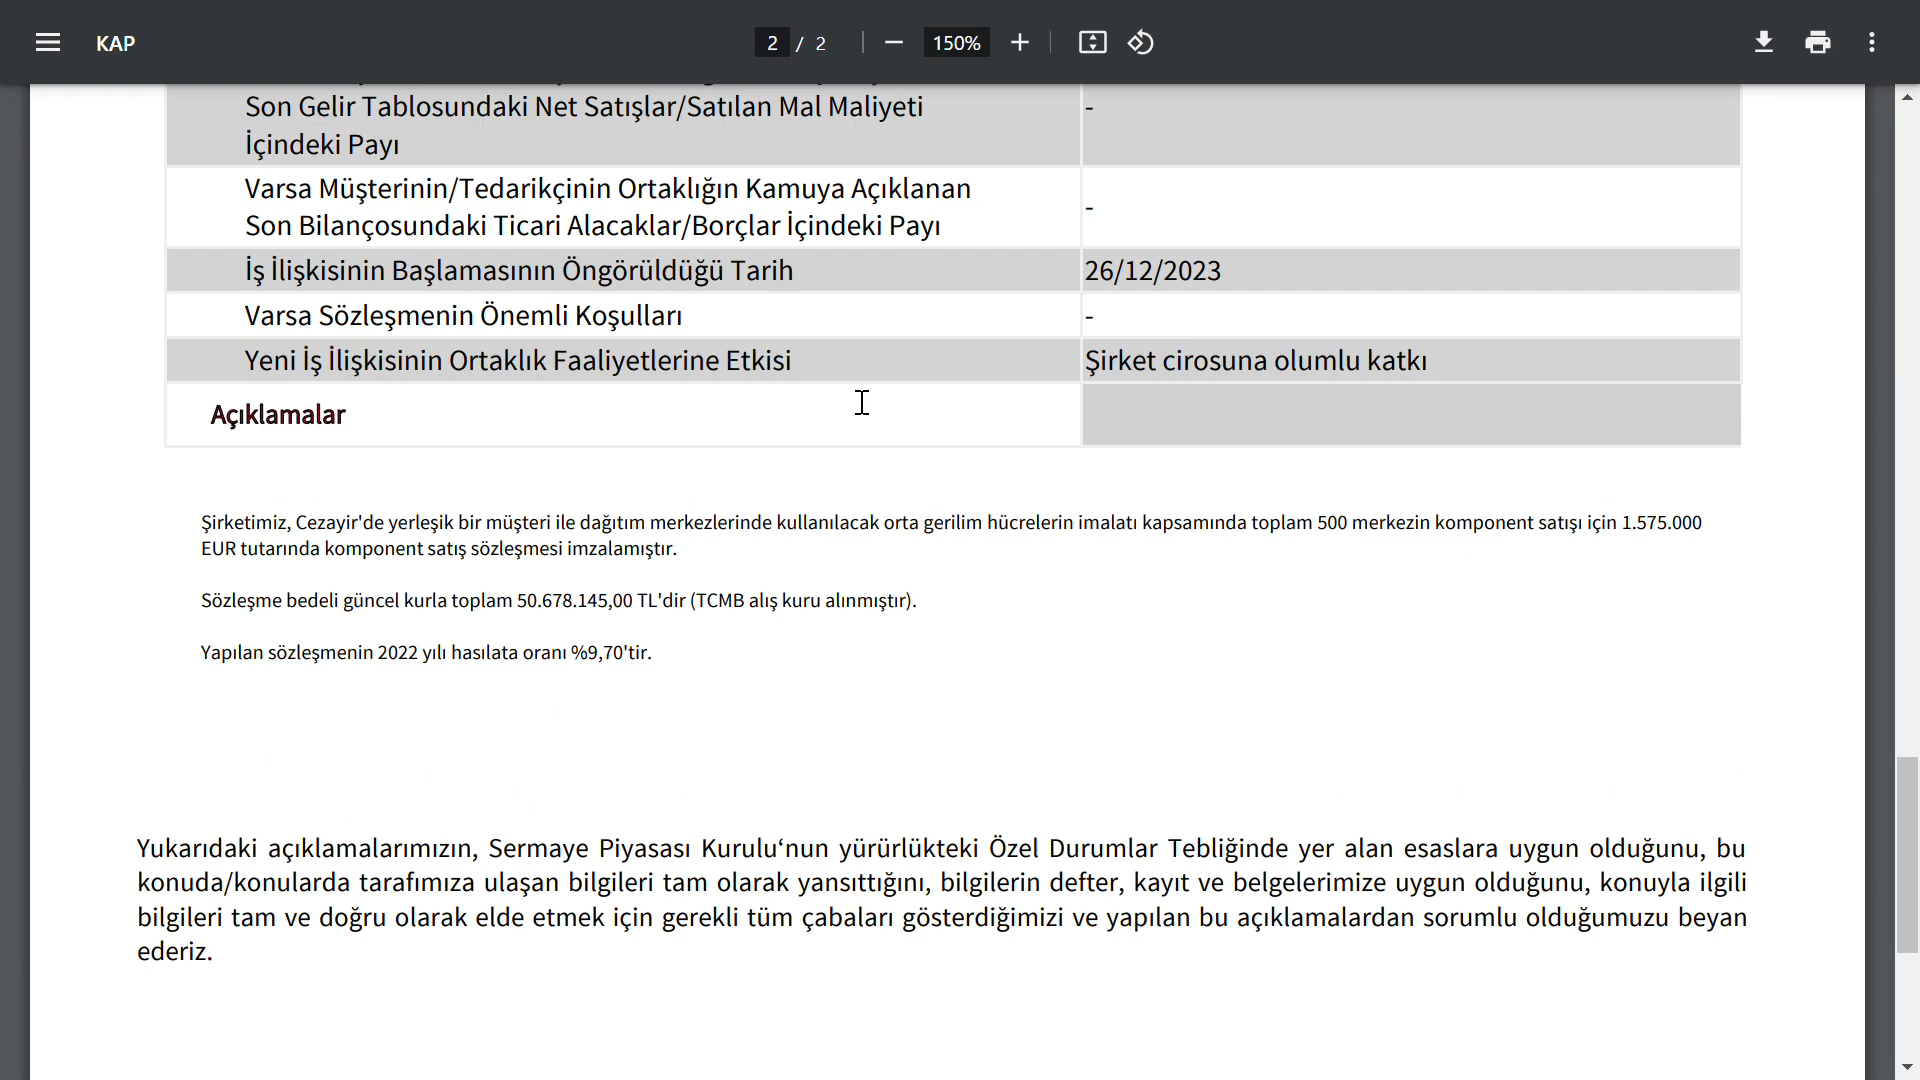 KAP
2 / 2
150%
Son Gelir Tablosundaki Net Satışlar/Satılan Mal Maliyeti
İçindeki Payı
-
Varsa Müşterinin/Tedarikçinin Ortaklığın Kamuya Açıklanan
Son Bilançosundaki Ticari Alacaklar/Borçlar İçindeki Payı
-
İş İlişkisinin Başlamasının Öngörüldüğü Tarih
26/12/2023
Varsa Sözleşmenin Önemli Koşulları
-
Yeni İş İlişkisinin Ortaklık Faaliyetlerine Etkisi
Şirket cirosuna olumlu katkı
Açıklamalar
Şirketimiz, Cezayir'de yerleşik bir müşteri ile dağıtım merkezlerinde kullanılacak orta gerilim hücrelerin imalatı kapsamında toplam 500 merkezin komponent satışı için 1.575.000
EUR tutarında komponent satış sözleşmesi imzalamıştır.
Sözleşme bedeli güncel kurla toplam 50.678.145,00 TL'dir (TCMB alış kuru alınmıştır).
Yapılan sözleşmenin 2022 yılı hasılata oranı %9,70'tir.
Yukarıdaki açıklamalarımızın, Sermaye Piyasası Kurulu‘nun yürürlükteki Özel Durumlar Tebliğinde yer alan esaslara uygun olduğunu, bu
konuda/konularda tarafımıza ulaşan bilgileri tam olarak yansıttığını, bilgilerin defter, kayıt ve belgelerimize uygun olduğunu, konuyla ilgili
bilgileri tam ve doğru olarak elde etmek için gerekli tüm çabaları gösterdiğimizi ve yapılan bu açıklamalardan sorumlu olduğumuzu beyan
ederiz.